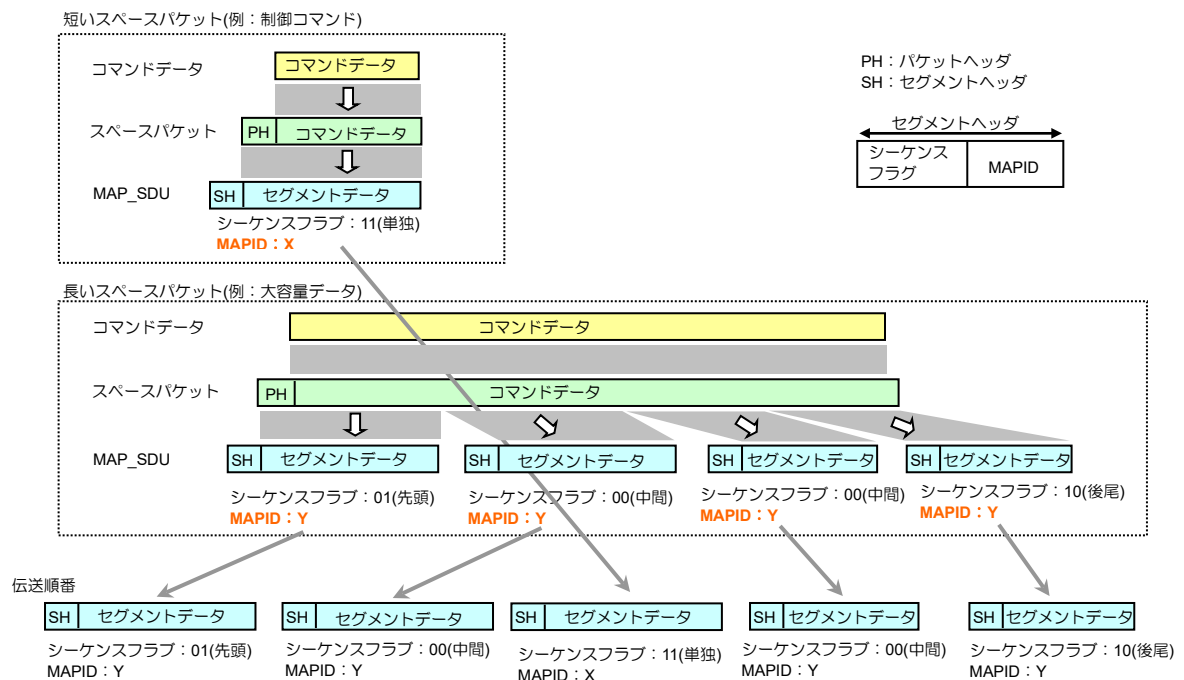 短いスペースパケット(例：制御コマンド)
コマンドデータ
コマンドデータ
スペースパケット
PH
コマンドデータ
MAP_SDU
SH
セグメントデータ
シーケンスフラブ：11(単独)
MAPID：X
PH：パケットヘッダ
SH：セグメントヘッダ
セグメントヘッダ
シーケンス
フラグ
MAPID
長いスペースパケット(例：大容量データ)
コマンドデータ
コマンドデータ
スペースパケット
PH
コマンドデータ
MAP_SDU
SH
セグメントデータ
SH
セグメントデータ
SH
セグメントデータ
SH
セグメントデータ
シーケンスフラブ：01(先頭)
MAPID：Y
シーケンスフラブ：00(中間)
MAPID：Y
シーケンスフラブ：00(中間)
MAPID：Y
シーケンスフラブ：10(後尾)
MAPID：Y
伝送順番
SH
セグメントデータ
SH
セグメントデータ
SH
セグメントデータ
SH
セグメントデータ
SH
セグメントデータ
シーケンスフラブ：01(先頭)
MAPID：Y
シーケンスフラブ：00(中間)
MAPID：Y
シーケンスフラブ：11(単独)
MAPID：X
シーケンスフラブ：00(中間)
MAPID：Y
シーケンスフラブ：10(後尾)
MAPID：Y